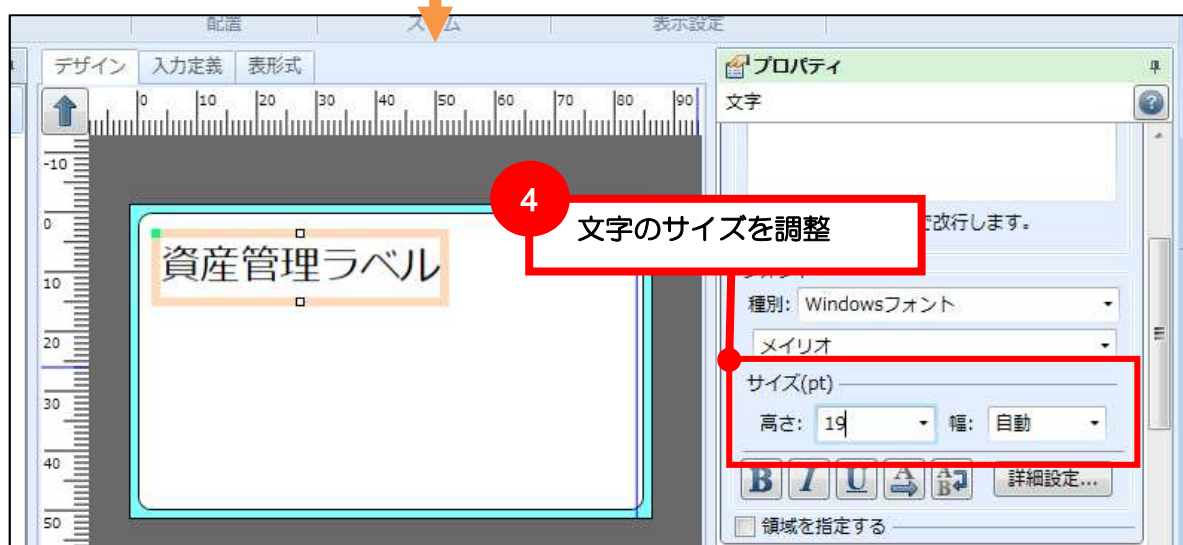 配置
表示設定
デザイン 入力定義 表形式
プロパティ
文字
0 10 20 30 40 50 60 70 80 90
-10
0
10
20
30
40
50
資産管理ラベル
4
文字のサイズを調整
で改行します。
種別: Windowsフォント
メイリオ
サイズ(pt)
高さ: 19 幅: 自動
B I U A A B 詳細設定...
領域を指定する